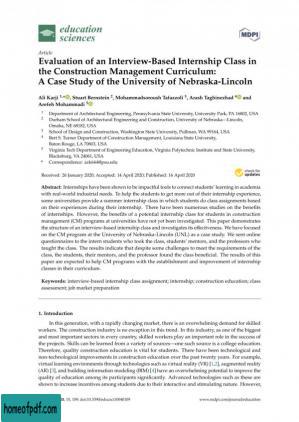 education
sciences
MDPI
Article
Evaluation of an Interview-Based Internship Class in
the Construction Management Curriculum:
A Case Study of the University of Nebraska-Lincoln
Ali Karji 1,*, Stuart Bernstein 2, Mohammadsoroush Tafazzoli 3, Arash Taghinezhad 4 and
Arefeh Mohammadi 5
1 Department of Architectural Engineering, Pennsylvania State University, University Park, PA 16802, USA
2 Durham School of Architectural Engineering and Construction, University of Nebraska–Lincoln,
Omaha, NE 68182, USA
3 School of Design and Construction, Washington State University, Pullman, WA 99164, USA
4 Bert S. Turner Department of Construction Management, Louisiana State University,
Baton Rouge, LA 70803, USA
5 Virginia Tech Department of Engineering Education, Virginia Polytechnic Institute and State University,
Blacksburg, VA 24061, USA
* Correspondence:
Received: 26 January 2020; Accepted: 14 April 2020; Published: 16 April 2020
check for
updates
Abstract: Internships have been shown to be impactful tools to connect students' learning in academia
with real-world industrial needs. To help the students to get more out of their internship experience,
some universities provide a summer internship class in which students do class assignments based
on their experiences during their internship. There have been numerous studies on the benefits
of internships. However, the benefits of a potential internship class for students in construction
management (CM) programs at universities have not yet been investigated. This paper demonstrates
the structure of an interview-based internship class and investigates its effectiveness. We have focused
on the CM program at the University of Nebraska-Lincoln (UNL) as a case study. We sent online
questionnaires to the intent students who took the class, students' mentors, and the professors who
taught the class. The results indicate that despite some challenges to meet the requirements of the
class, the students, their mentors, and the professor found the class beneficial. The results of this
paper are expected to help CM programs with the establishment and improvement of internship
classes in their curriculum.
Keywords: interview-based internship class assignment; internship; construction education; class
assessment; job market preparation
1. Introduction
In this generation, with a rapidly changing market, there is an overwhelming demand for skilled
workers. The construction industry is no exception in this trend. In this industry, as one of the biggest
and most important sectors in every country, skilled workers play an important role in the success of
the projects. Skills can be learned from a variety of sources—one such source is a college education.
Therefore, quality construction education is vital for students. There have been technological and
non-technological improvements in construction education over the past twenty years. For example,
virtual learning environments through technologies such as virtual reality (VR) [1,2], augmented reality
(AR) [3], and building information modeling (BIM) [4] have an overwhelming potential to improve the
quality of education among its participants significantly. Advanced technologies such as these are
shown to increase incentives among students due to their interactive and stimulating nature. However,
homeofpdf.com
www.mdpi.com/journal/education